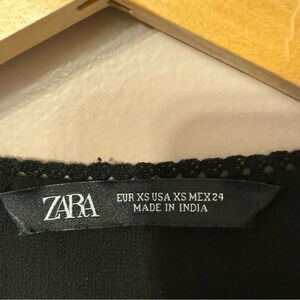 ZARA
EUR XS USA XS MEX 24
MADE IN INDIA